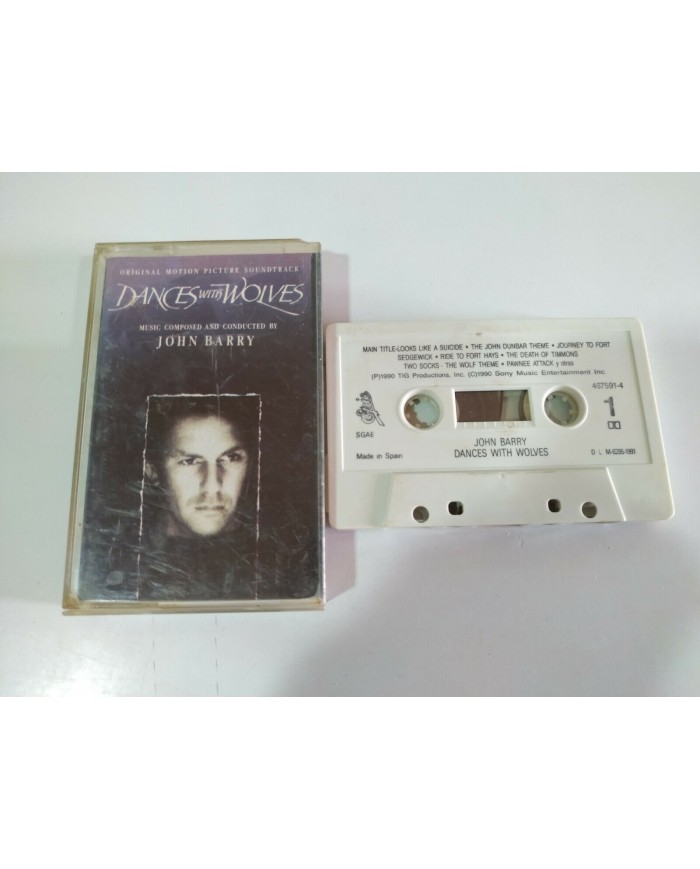 ORIGINAL MOTION PICTURE SOUNDTRACK
DANCES WITH WOLVES
MUSIC COMPOSED AND CONDUCTED BY
JOHN BARRY
MAIN TITLE-LOOKS LIKE A SUICIDE • THE JOHN DUNBAR THEME • JOURNEY TO FORT
SEDGEWICK • RIDE TO FORT HAYS • THE DEATH OF TIMMONS
TWO SOCKS - THE WOLF THEME • PAWNEE ATTACK y otras
(P)1990 TIG Productions, Inc. (C)1990 Sony Music Entertainment Inc
467591-4
1
SGAE
Made in Spain
JOHN BARRY
DANCES WITH WOLVES
D L M-6295-1991